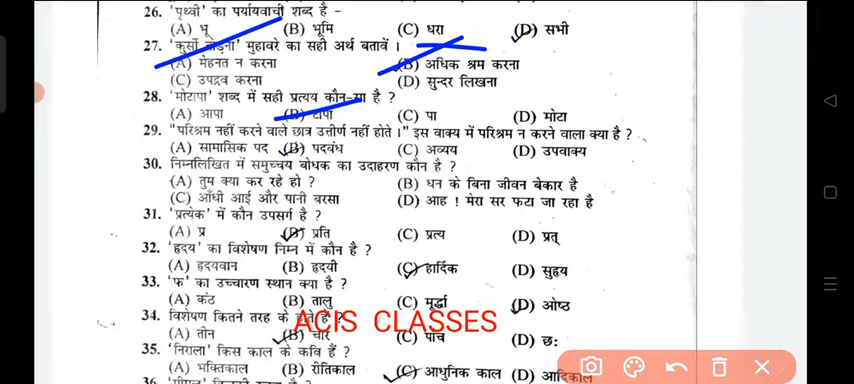 26. 'पृथ्वी' का पर्यायवाची शब्द है -
(A) भू (B) भूमि (C) धरा (D) सभी
27. 'कुर्सी तोड़ना' मुहावरे का सही अर्थ बतावें ।
(A) मेहनत न करना (B) अधिक श्रम करना
(C) उपद्रव करना (D) सुन्दर लिखना
28. 'मोटापा' शब्द में सही प्रत्यय कौन-सा है ?
(A) आपा (B) टापा (C) पा (D) मोटा
29. "परिश्रम नहीं करने वाले छात्र उत्तीर्ण नहीं होते ।" इस वाक्य में परिश्रम न करने वाला क्या है ?
(A) सामासिक पद (B) पदवंध (C) अव्यय (D) उपवाक्य
30. निम्नलिखित में समुच्चय बोधक का उदाहरण कौन है ?
(A) तुम क्या कर रहे हो ? (B) धन के बिना जीवन बेकार है
(C) आँधी आई और पानी बरसा (D) आह ! मेरा सर फटा जा रहा है
31. 'प्रत्येक' में कौन उपसर्ग है ?
(A) प्र (B) प्रति (C) प्रत्य (D) प्रत्
32. 'हृदय' का विशेषण निम्न में कौन है ?
(A) हृदयवान (B) हृदयी (C) हार्दिक (D) सुहृय
33. 'फ' का उच्चारण स्थान क्या है ?
(A) कंठ (B) तालु (C) मूर्द्धा (D) ओष्ठ
34. विशेषण कितने तरह के होते हैं ?
ACIS CLASSES
(A) तीन (B) चार (C) पाँच (D) छः
35. 'निराला' किस काल के कवि हैं ?
(A) भक्तिकाल (B) रीतिकाल (C) आधुनिक काल (D) आदिकाल
36.